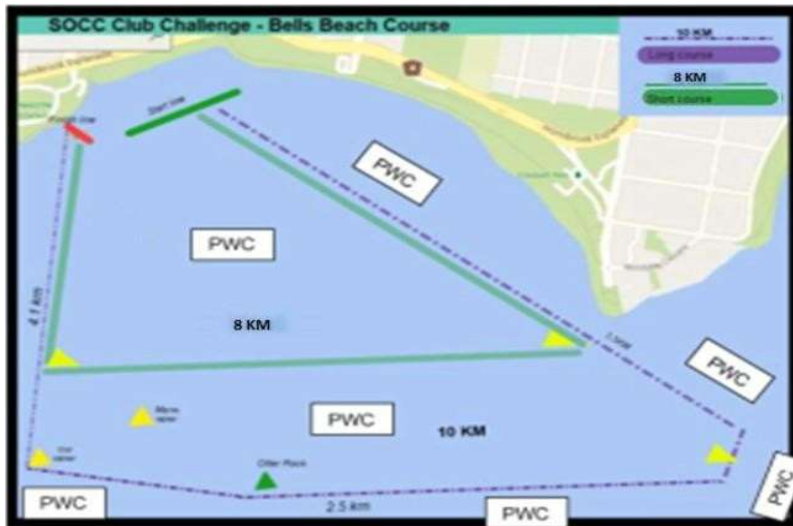 SOCC Club Challenge - Bells Beach Course
10 KM
Long course
8 KM
Short course
Start line
Finish line
PWC
PWC
4.1 km
8 KM
PWC
PWC
10 KM
Otter Rock
PWC
PWC
2.5 km
PWC